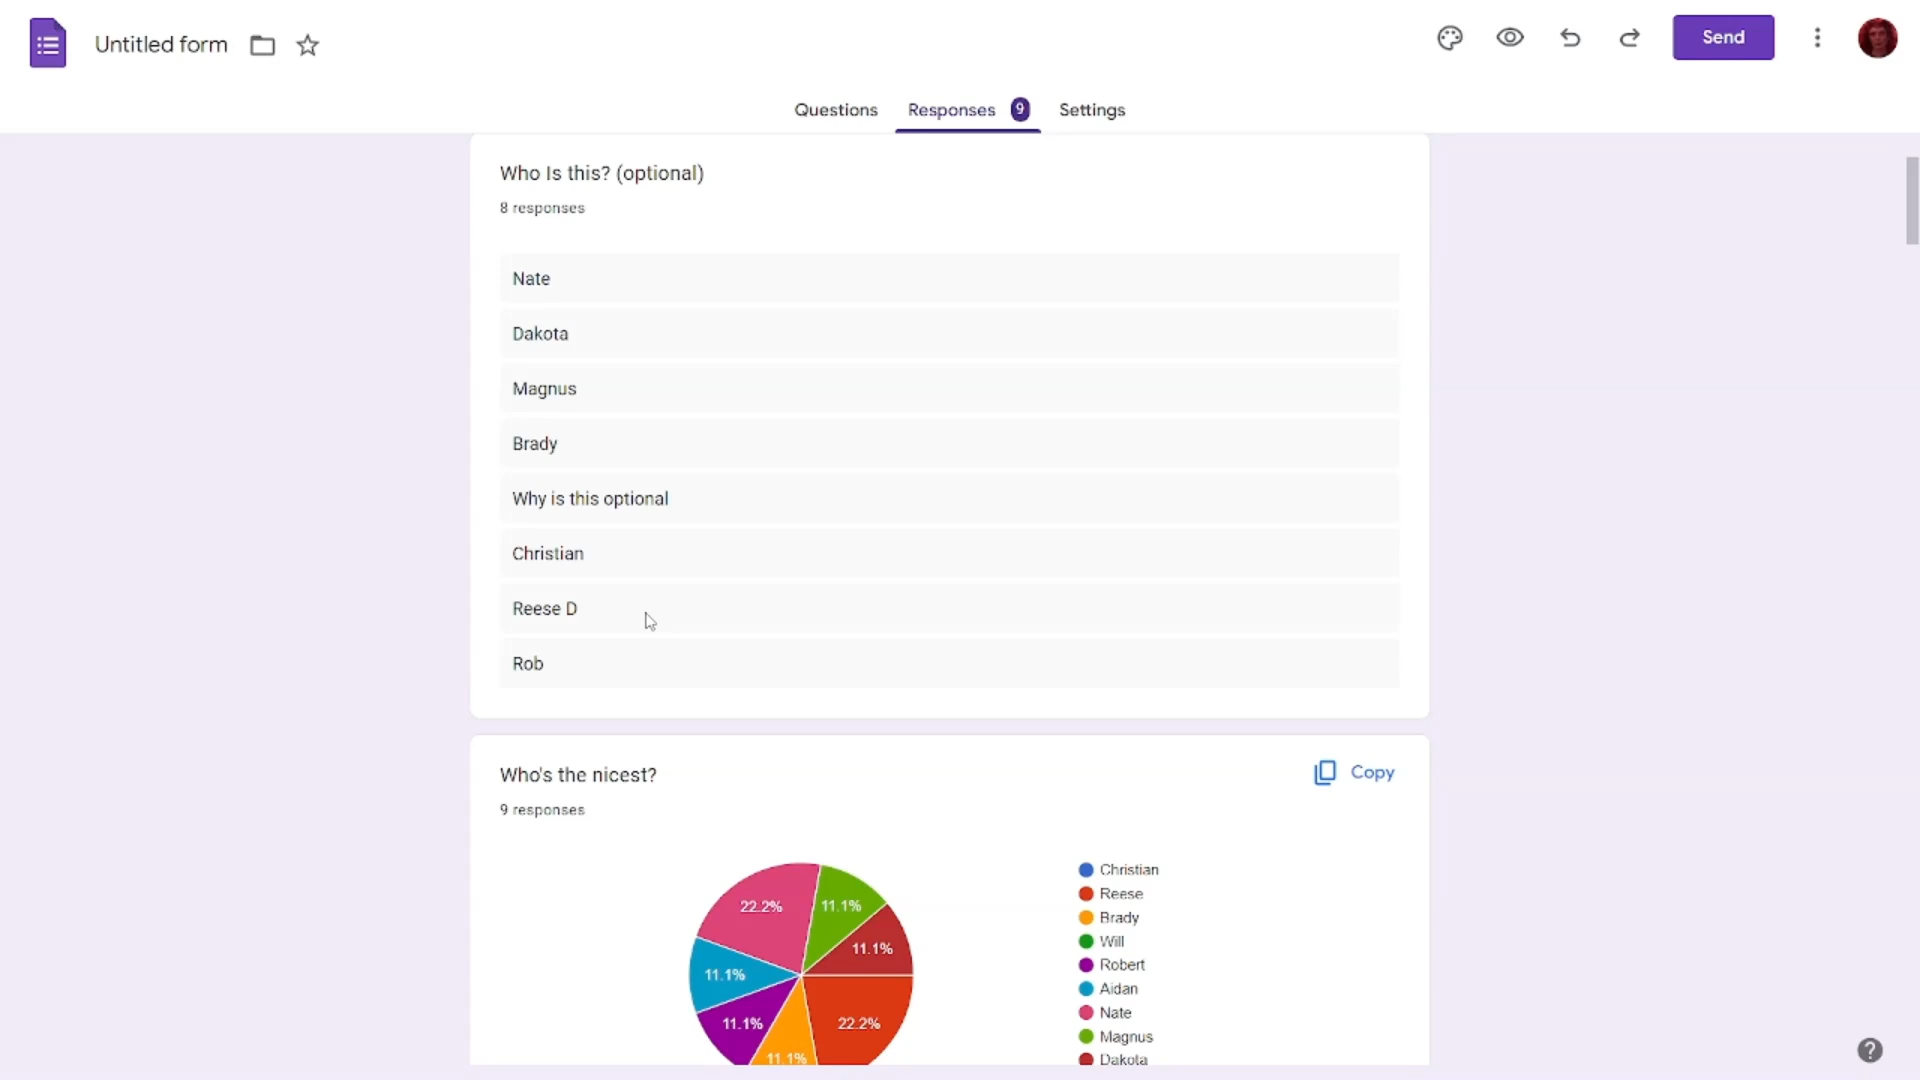 Untitled form
Send
Questions
Responses 9
Settings
Who Is this? (optional)
8 responses
Nate
Dakota
Magnus
Brady
Why is this optional
Christian
Reese D
Rob
Who's the nicest?
Copy
9 responses
22.2%
11.1%
11.1%
11.1%
11.1%
22.2%
11.1%
Christian
Reese
Brady
Will
Robert
Aidan
Nate
Magnus
Dakota
?